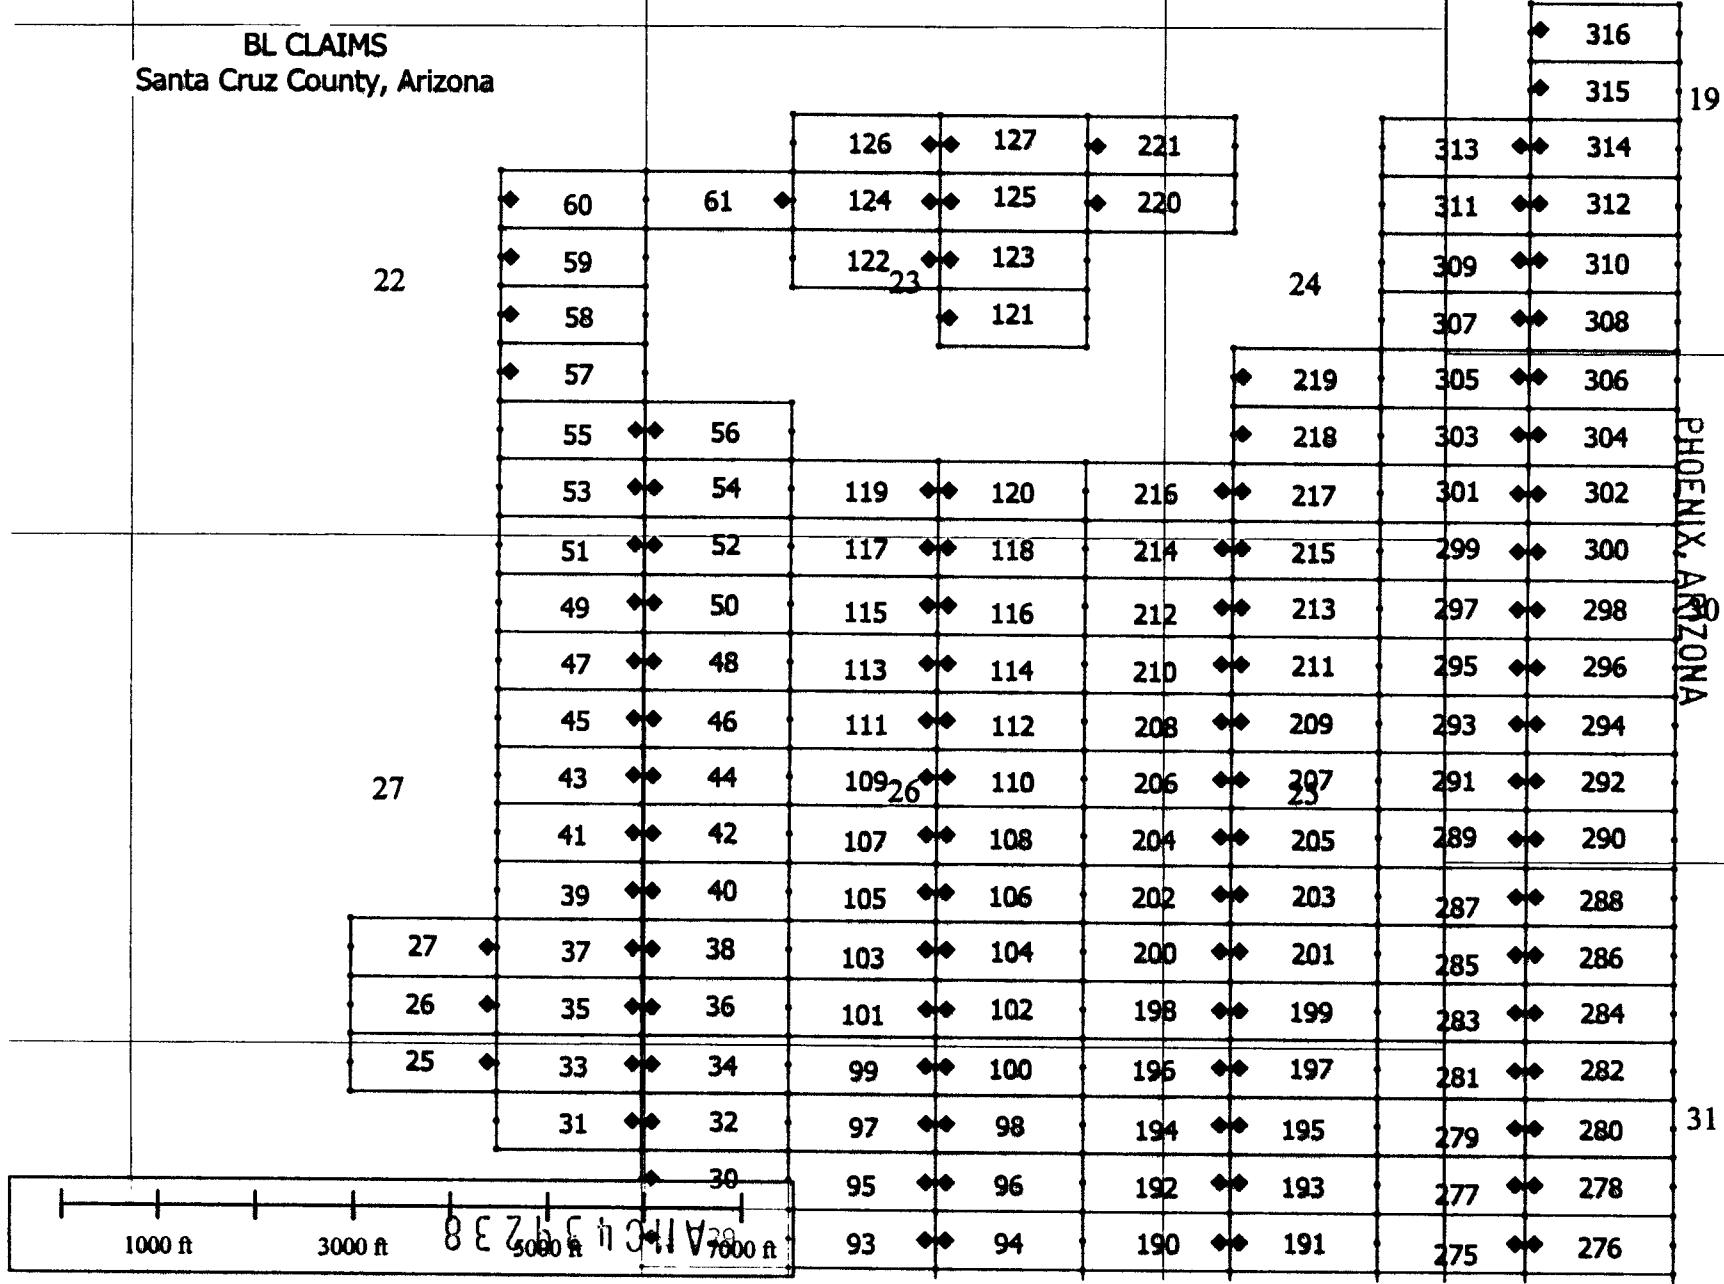 BL CLAIMS
Santa Cruz County, Arizona
316
315
19
126 127 221 313 314
60 61 124 125 220 311 312
59 122 123 309 310
22 23 24
58 121 307 308
57 219 305 306
55 56 218 303 304
53 54 119 120 216 217 301 302
51 52 117 118 214 215 299 300
49 50 115 116 212 213 297 298 30
47 48 113 114 210 211 295 296
45 46 111 112 208 209 293 294
43 44 109 110 206 207 291 292
27 26 25
41 42 107 108 204 205 289 290
39 40 105 106 202 203 287 288
27 37 38 103 104 200 201 285 286
26 35 36 101 102 198 199 283 284
25 33 34 99 100 196 197 281 282
31 32 97 98 194 195 279 280 31
30 95 96 192 193 277 278
93 94 190 191 275 276
1000 ft 3000 ft 5000 ft 7000 ft
PHOENIX, ARIZONA